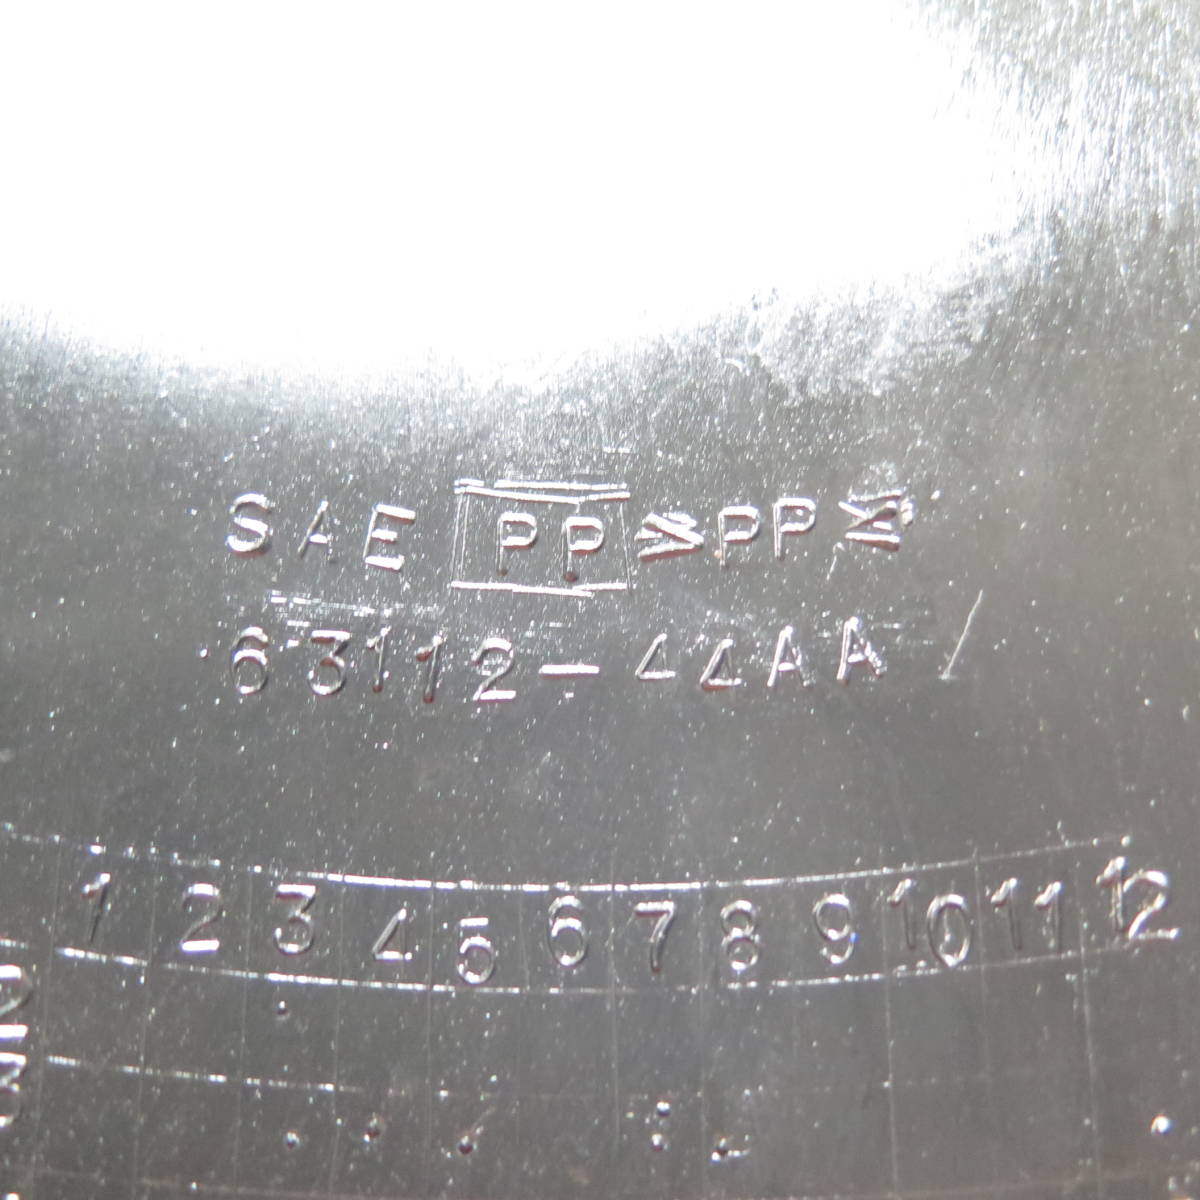 SAE PP >PP<
63112-44AA /
1 2 3 4 5 6 7 8 9 10 11 12